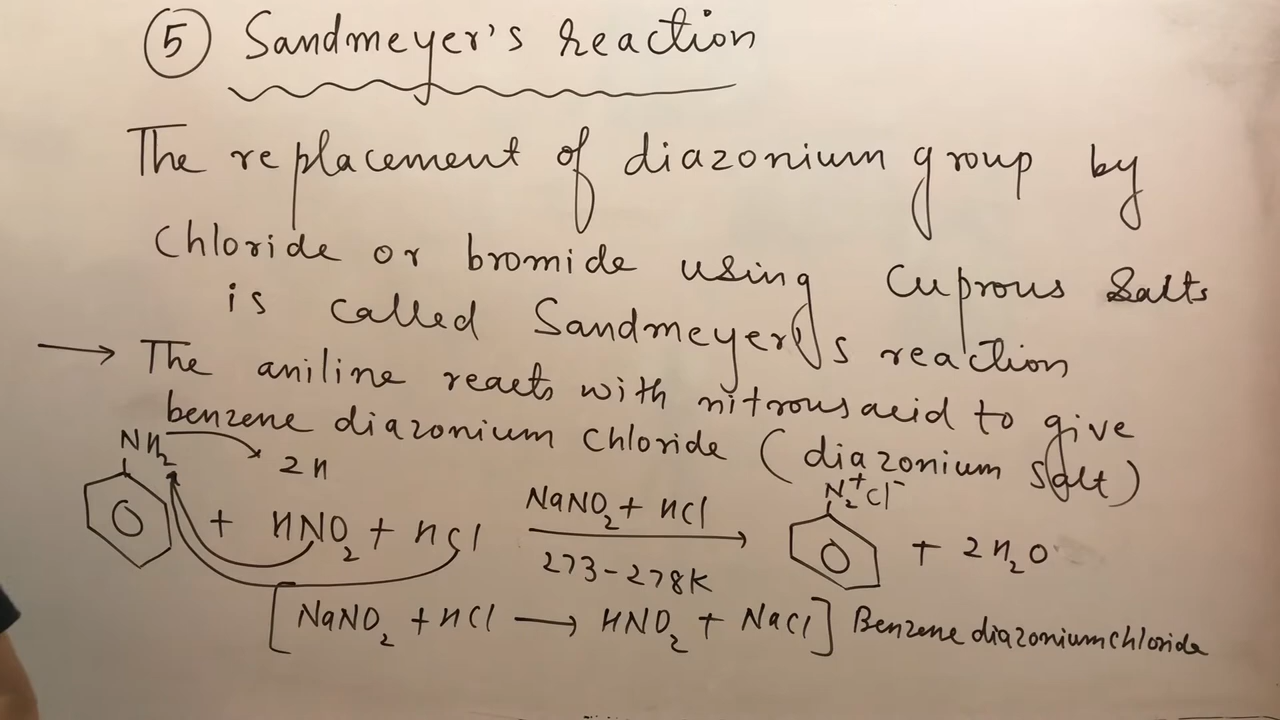 ⑤ Sandmeyer's reaction
The replacement of diazonium group by
chloride or bromide using Cuprous Salts
is called Sandmeyer's reaction
→ The aniline reacts with nitrous acid to give
benzene diazonium chloride (diazonium salt)
NH₂ 2H N₂⁺Cl⁻
+ HNO₂ + HCl NaNO₂ + HCl → 273-278K + 2H₂O
[NaNO₂ + HCl → HNO₂ + NaCl] Benzene diazonium chloride